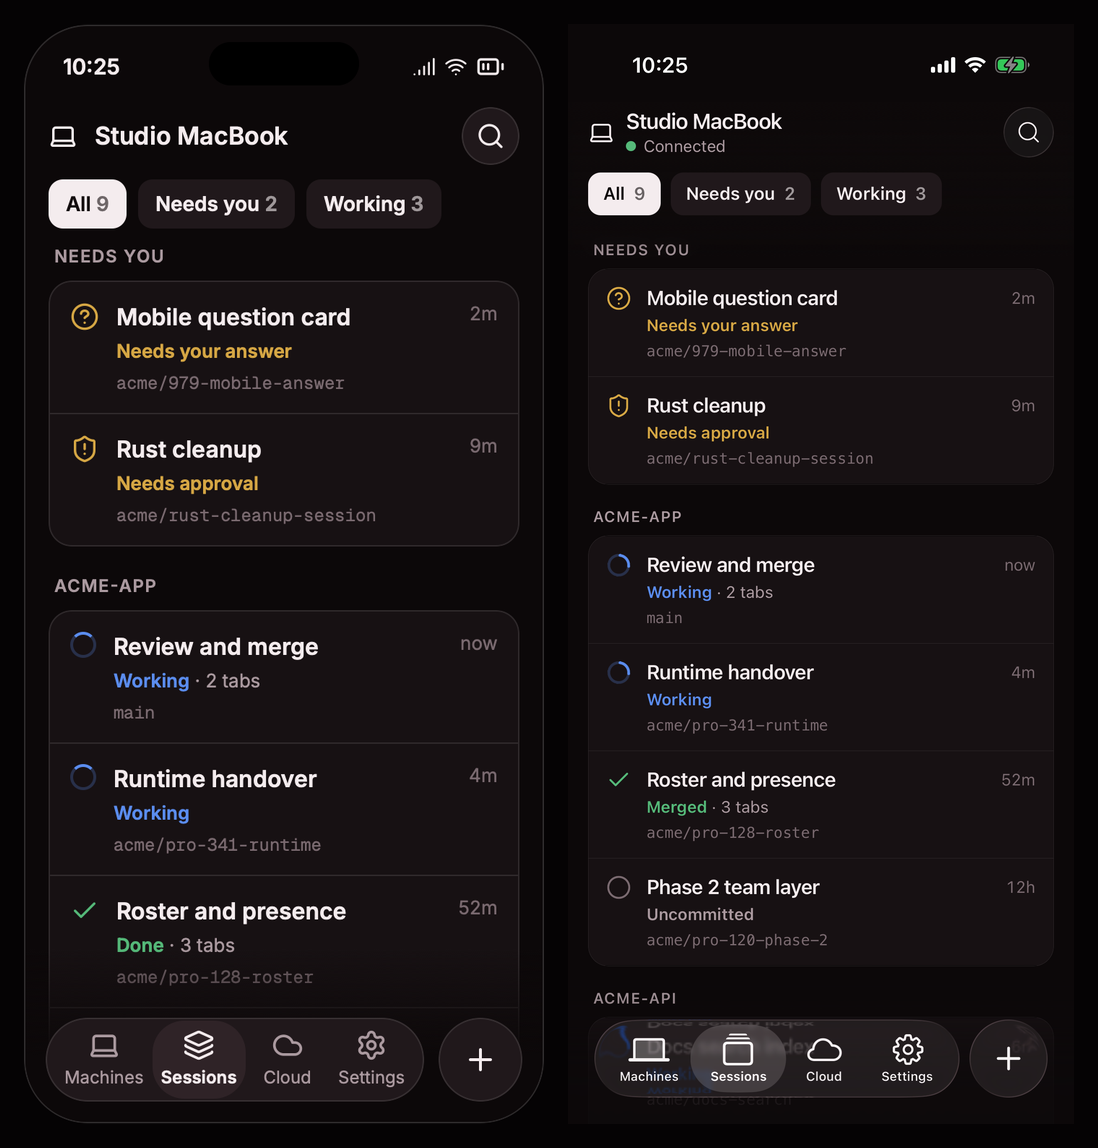 10:25
Studio MacBook
All 9
Needs you 2
Working 3
NEEDS YOU
Mobile question card
2m
Needs your answer
acme/979-mobile-answer
Rust cleanup
9m
Needs approval
acme/rust-cleanup-session
ACME-APP
Review and merge
now
Working · 2 tabs
main
Runtime handover
4m
Working
acme/pro-341-runtime
Roster and presence
52m
Done · 3 tabs
acme/pro-128-roster
Machines
Sessions
Cloud
Settings
10:25
Studio MacBook
Connected
All 9
Needs you 2
Working 3
NEEDS YOU
Mobile question card
2m
Needs your answer
acme/979-mobile-answer
Rust cleanup
9m
Needs approval
acme/rust-cleanup-session
ACME-APP
Review and merge
now
Working · 2 tabs
main
Runtime handover
4m
Working
acme/pro-341-runtime
Roster and presence
52m
Merged · 3 tabs
acme/pro-128-roster
Phase 2 team layer
12h
Uncommitted
acme/pro-120-phase-2
ACME-API
Docs search index
acme/docs-search
Machines
Sessions
Cloud
Settings